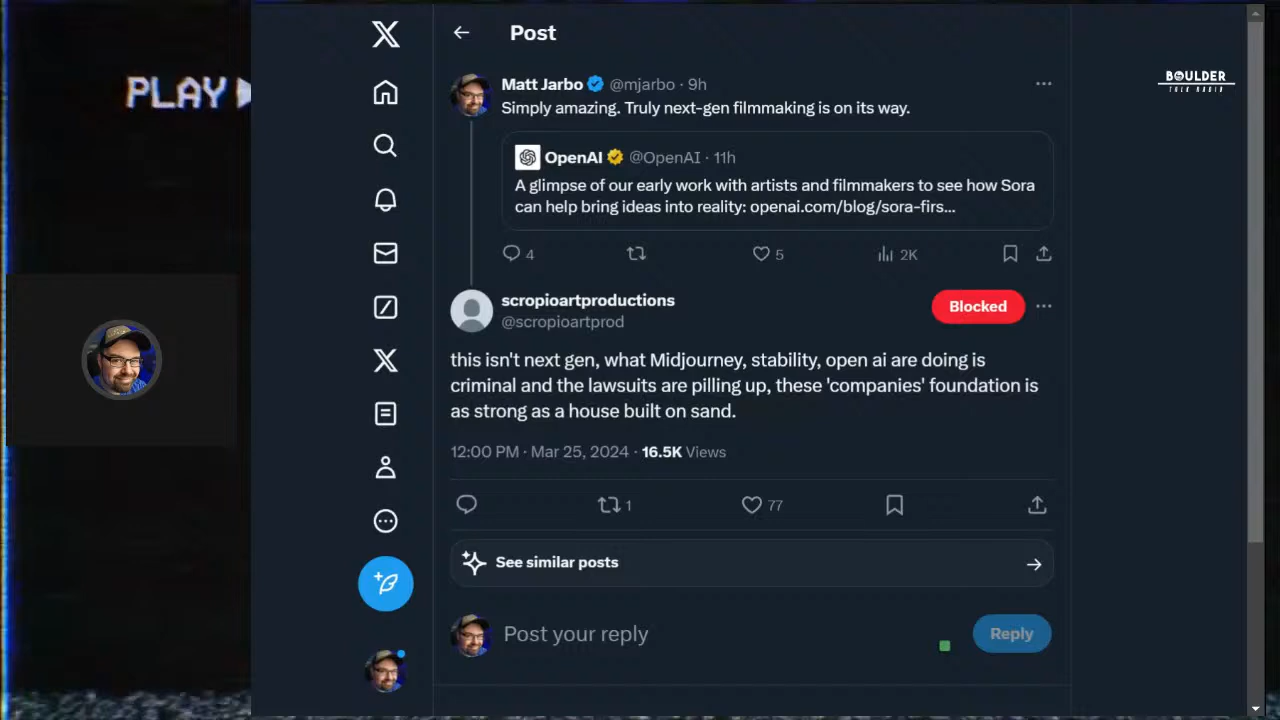 PLAY
Post
BOULDER
TALK RADIO
Matt Jarbo @mjarbo · 9h
Simply amazing. Truly next-gen filmmaking is on its way.
OpenAI @OpenAI · 11h
A glimpse of our early work with artists and filmmakers to see how Sora
can help bring ideas into reality: openai.com/blog/sora-firs...
4 5 2K
scropioartproductions
@scropioartprod
Blocked
this isn't next gen, what Midjourney, stability, open ai are doing is
criminal and the lawsuits are pilling up, these 'companies' foundation is
as strong as a house built on sand.
12:00 PM · Mar 25, 2024 · 16.5K Views
1 77
See similar posts
Post your reply
Reply